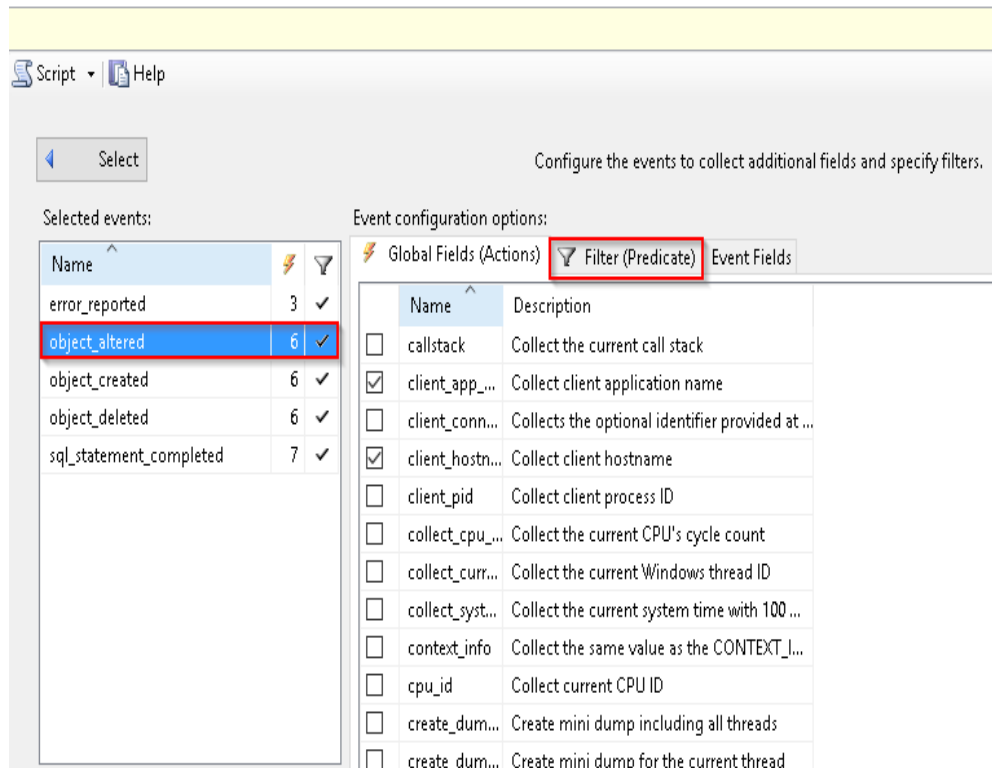 Script Help
Select
Configure the events to collect additional fields and specify filters.
Selected events:
Event configuration options:
Name
error_reported 3
object_altered 6
object_created 6
object_deleted 6
sql_statement_completed 7
Global Fields (Actions) Filter (Predicate) Event Fields
Name Description
callstack Collect the current call stack
client_app_... Collect client application name
client_conn... Collects the optional identifier provided at ...
client_hostn... Collect client hostname
client_pid Collect client process ID
collect_cpu_... Collect the current CPU's cycle count
collect_curr... Collect the current Windows thread ID
collect_syst... Collect the current system time with 100 ...
context_info Collect the same value as the CONTEXT_I...
cpu_id Collect current CPU ID
create_dum... Create mini dump including all threads
create_dum... Create mini dump for the current thread